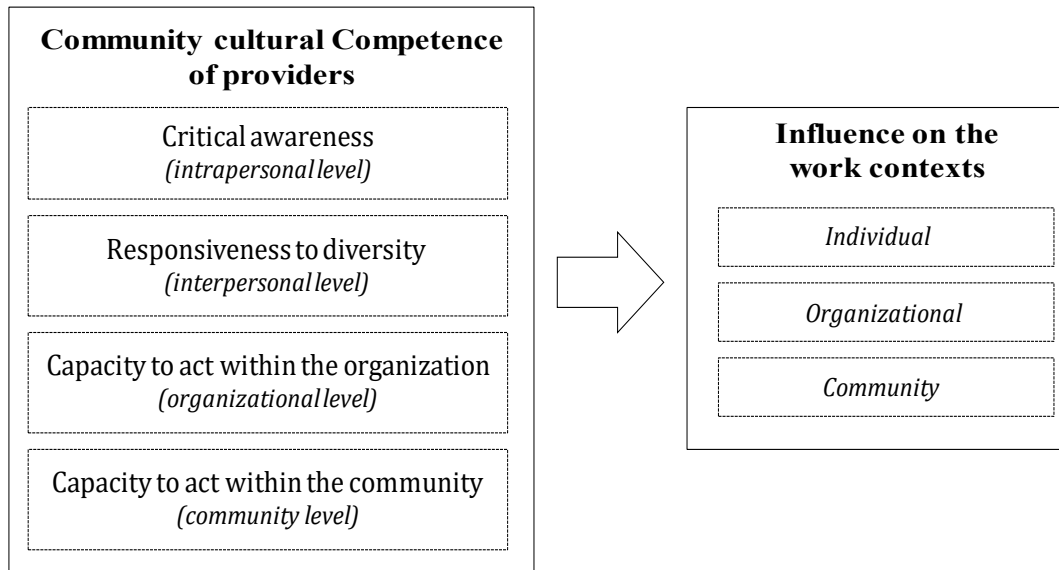 Community cultural Competence
of providers
Critical awareness
(intrapersonal level)
Responsiveness to diversity
(interpersonal level)
Capacity to act within the organization
(organizational level)
Capacity to act within the community
(community level)
Influence on the
work contexts
Individual
Organizational
Community